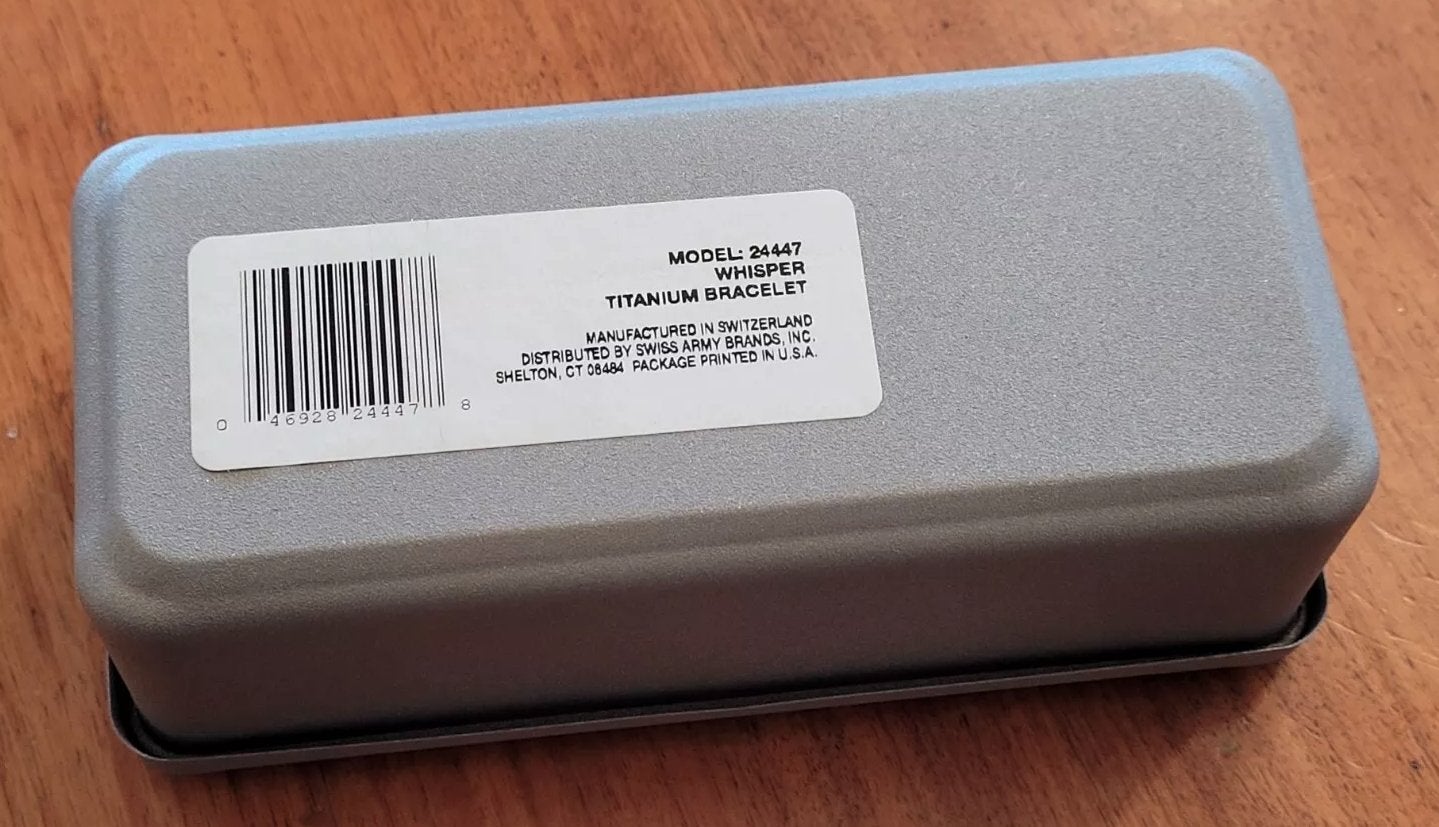 MODEL: 24447
WHISPER
TITANIUM BRACELET
MANUFACTURED IN SWITZERLAND
DISTRIBUTED BY SWISS ARMY BRANDS, INC.
SHELTON, CT 06484 PACKAGE PRINTED IN U.S.A.
0 46928 24447 8